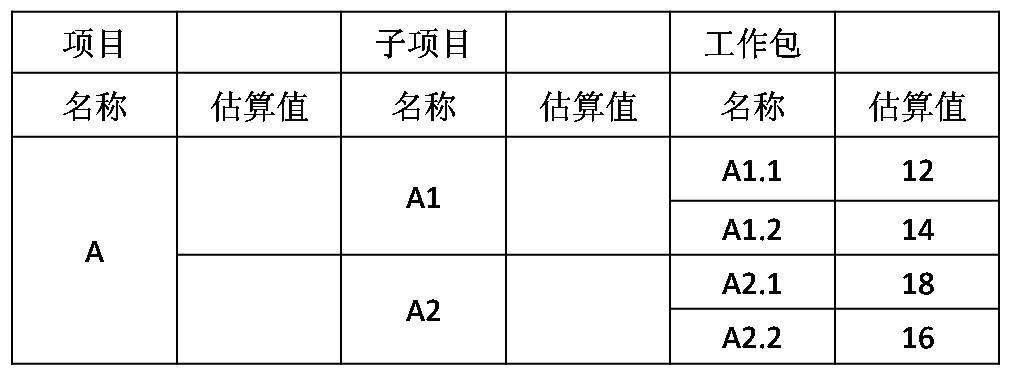 项目 子项目 工作包
名称 估算值 名称 估算值 名称 估算值
A1.1 12
A1
A1.2 14
A
A2.1 18
A2
A2.2 16